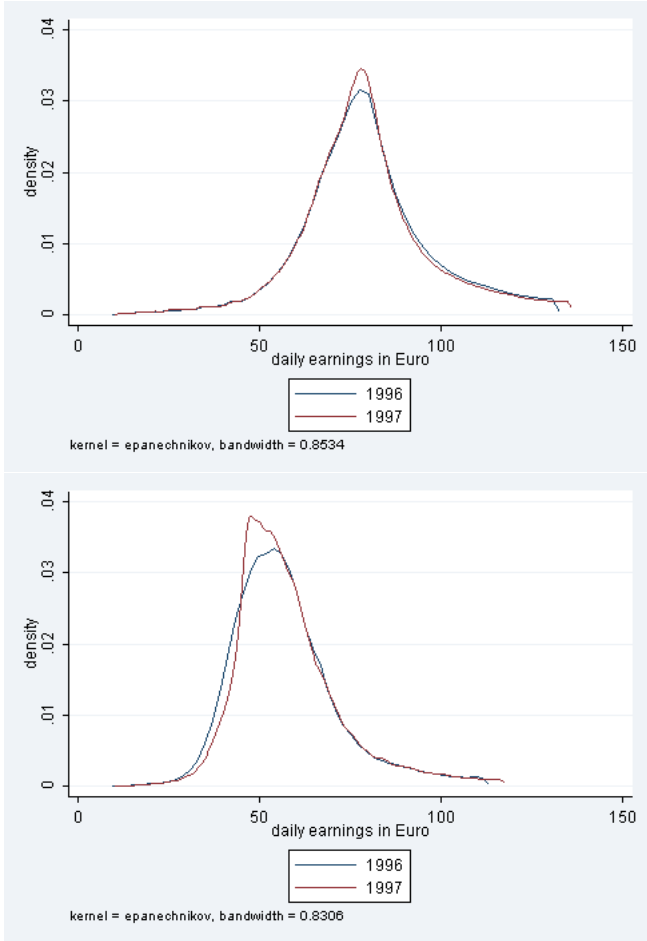 .04
.03
.02
.01
0
density
0 50 100 150
daily earnings in Euro
1996
1997
kernel = epanechnikov, bandwidth = 0.8534
.04
.03
.02
.01
0
density
0 50 100 150
daily earnings in Euro
1996
1997
kernel = epanechnikov, bandwidth = 0.8306